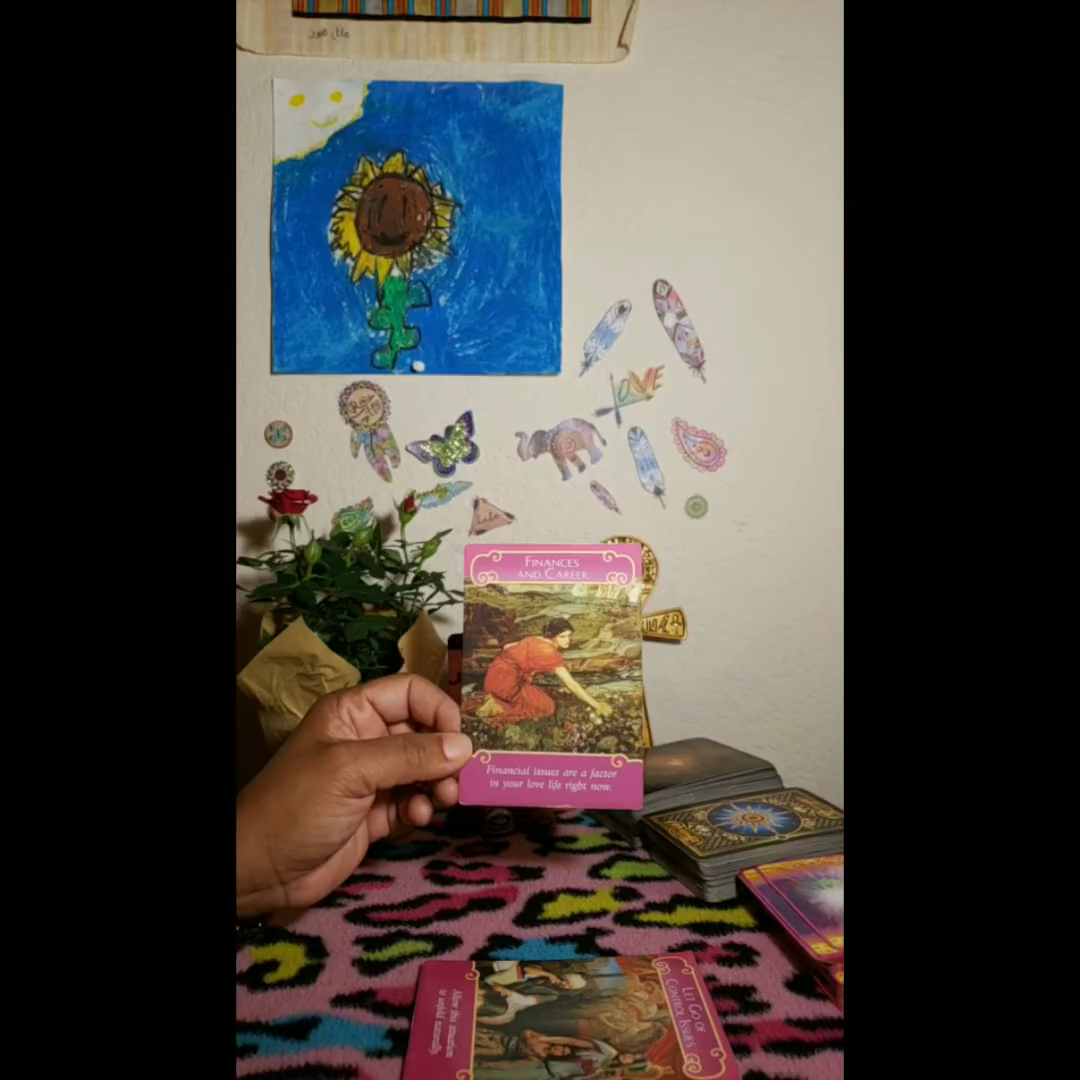 LOVE
FINANCES
AND CAREER
Financial issues are a factor
in your love life right now.
LET GO OF
CONTROL ISSUES
Allow this situation
to unfold naturally.